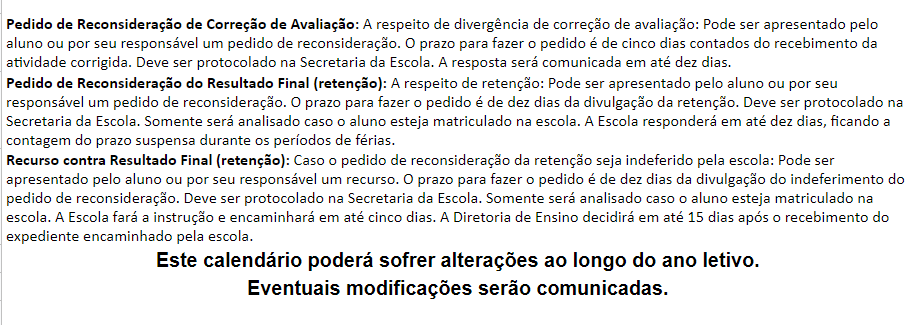 Pedido de Reconsideração de Correção de Avaliação: A respeito de divergência de correção de avaliação: Pode ser apresentado pelo
aluno ou por seu responsável um pedido de reconsideração. O prazo para fazer o pedido é de cinco dias contados do recebimento da
atividade corrigida. Deve ser protocolado na Secretaria da Escola. A resposta será comunicada em até dez dias.
Pedido de Reconsideração do Resultado Final (retenção): A respeito de retenção: Pode ser apresentado pelo aluno ou por seu
responsável um pedido de reconsideração. O prazo para fazer o pedido é de dez dias da divulgação da retenção. Deve ser protocolado na
Secretaria da Escola. Somente será analisado caso o aluno esteja matriculado na escola. A Escola responderá em até dez dias, ficando a
contagem do prazo suspensa durante os períodos de férias.
Recurso contra Resultado Final (retenção): Caso o pedido de reconsideração da retenção seja indeferido pela escola: Pode ser
apresentado pelo aluno ou por seu responsável um recurso. O prazo para fazer o pedido é de dez dias da divulgação do indeferimento do
pedido de reconsideração. Deve ser protocolado na Secretaria da Escola. Somente será analisado caso o aluno esteja matriculado na
escola. A Escola fará a instrução e encaminhará em até cinco dias. A Diretoria de Ensino decidirá em até 15 dias após o recebimento do
expediente encaminhado pela escola.
Este calendário poderá sofrer alterações ao longo do ano letivo.
Eventuais modificações serão comunicadas.